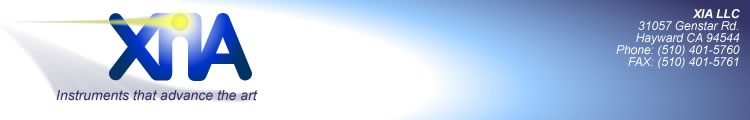 XIA
Instruments that advance the art
XIA LLC
31057 Genstar Rd.
Hayward CA 94544
Phone: (510) 401-5760
FAX: (510) 401-5761